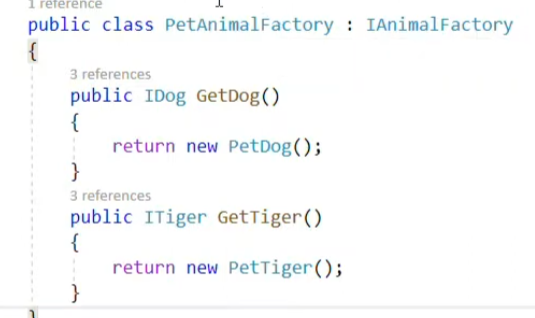 1 reference
public class PetAnimalFactory : IAnimalFactory
{
3 references
public IDog GetDog()
{
return new PetDog();
}
3 references
public ITiger GetTiger()
{
return new PetTiger();
}
}